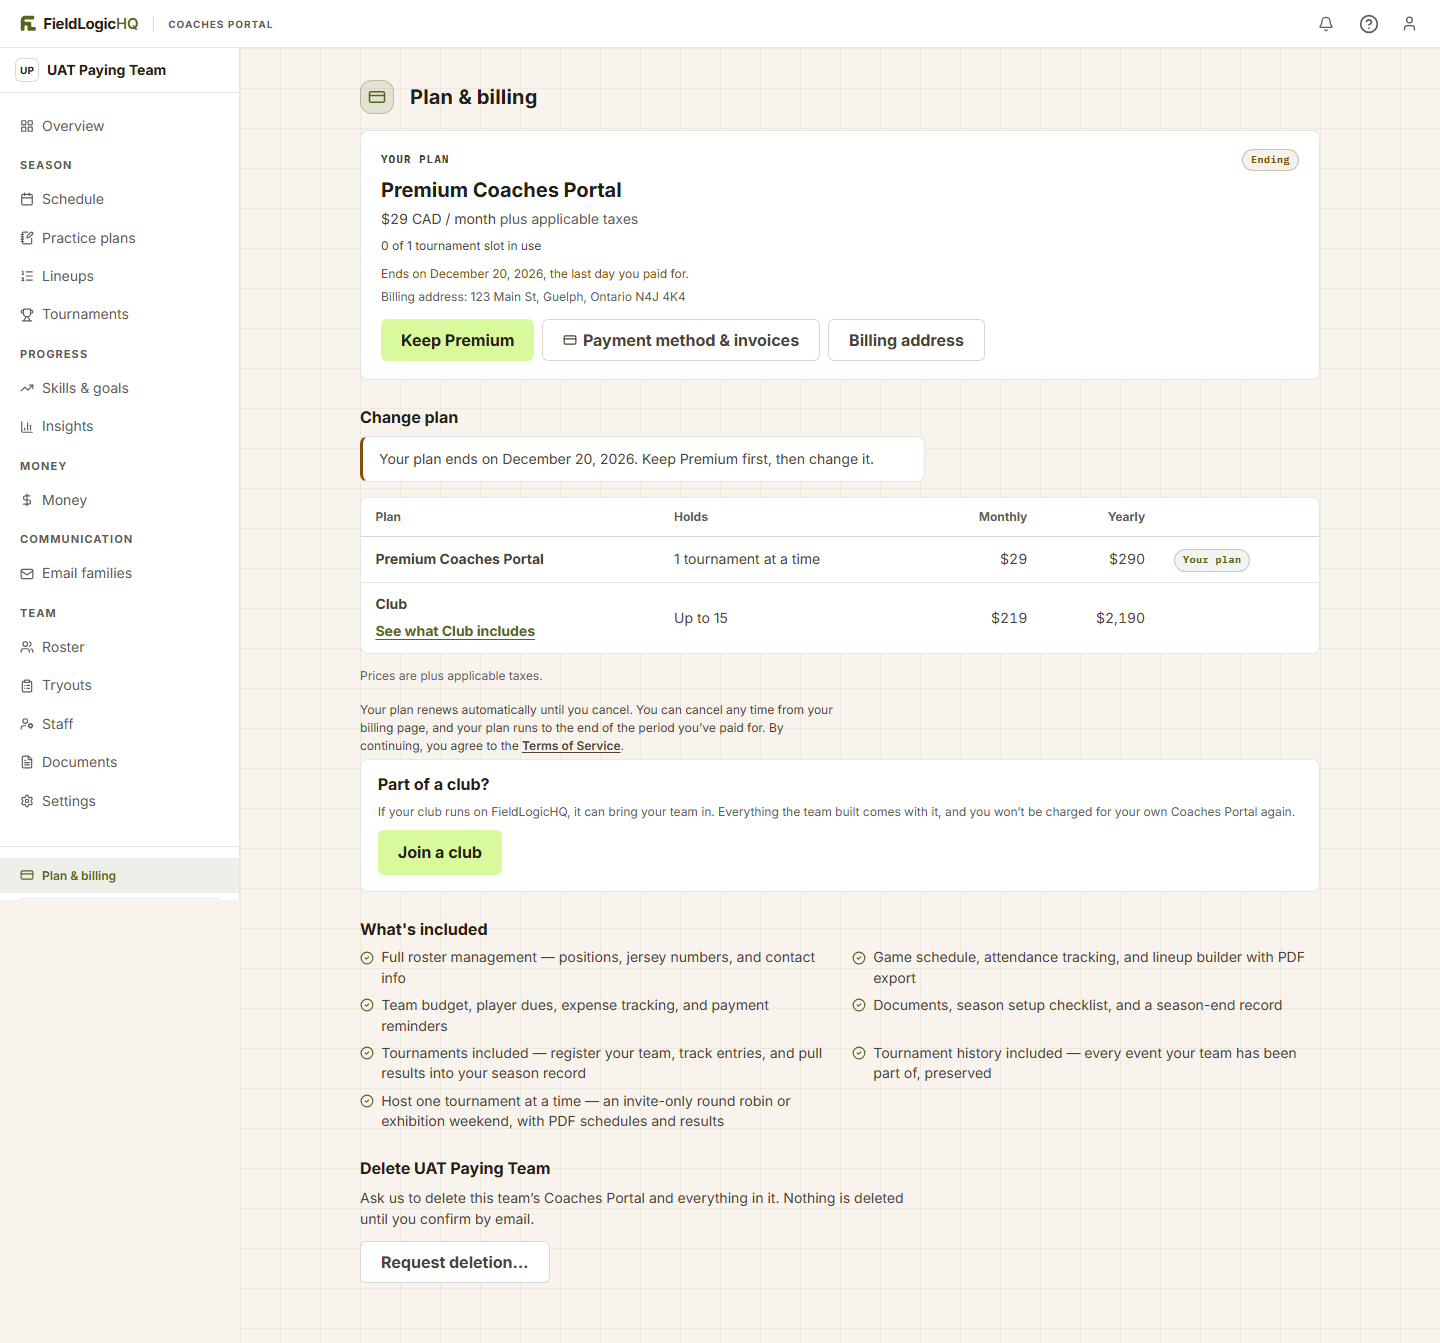 FieldLogicHQ
COACHES PORTAL
UP
UAT Paying Team
Overview
SEASON
Schedule
Practice plans
Lineups
Tournaments
PROGRESS
Skills & goals
Insights
MONEY
Money
COMMUNICATION
Email families
TEAM
Roster
Tryouts
Staff
Documents
Settings
Plan & billing
Plan & billing
YOUR PLAN
Ending
Premium Coaches Portal
$29 CAD / month plus applicable taxes
0 of 1 tournament slot in use
Ends on December 20, 2026, the last day you paid for.
Billing address: 123 Main St, Guelph, Ontario N4J 4K4
Keep Premium
Payment method & invoices
Billing address
Change plan
Your plan ends on December 20, 2026. Keep Premium first, then change it.
Plan Holds Monthly Yearly
Premium Coaches Portal 1 tournament at a time $29 $290 Your plan
Club
See what Club includes
Up to 15 $219 $2,190
Prices are plus applicable taxes.
Your plan renews automatically until you cancel. You can cancel any time from your
billing page, and your plan runs to the end of the period you've paid for. By
continuing, you agree to the Terms of Service.
Part of a club?
If your club runs on FieldLogicHQ, it can bring your team in. Everything the team built comes with it, and you won't be charged for your own Coaches Portal again.
Join a club
What's included
Full roster management — positions, jersey numbers, and contact
info
Game schedule, attendance tracking, and lineup builder with PDF
export
Team budget, player dues, expense tracking, and payment
reminders
Documents, season setup checklist, and a season-end record
Tournaments included — register your team, track entries, and pull
results into your season record
Tournament history included — every event your team has been
part of, preserved
Host one tournament at a time — an invite-only round robin or
exhibition weekend, with PDF schedules and results
Delete UAT Paying Team
Ask us to delete this team's Coaches Portal and everything in it. Nothing is deleted
until you confirm by email.
Request deletion...